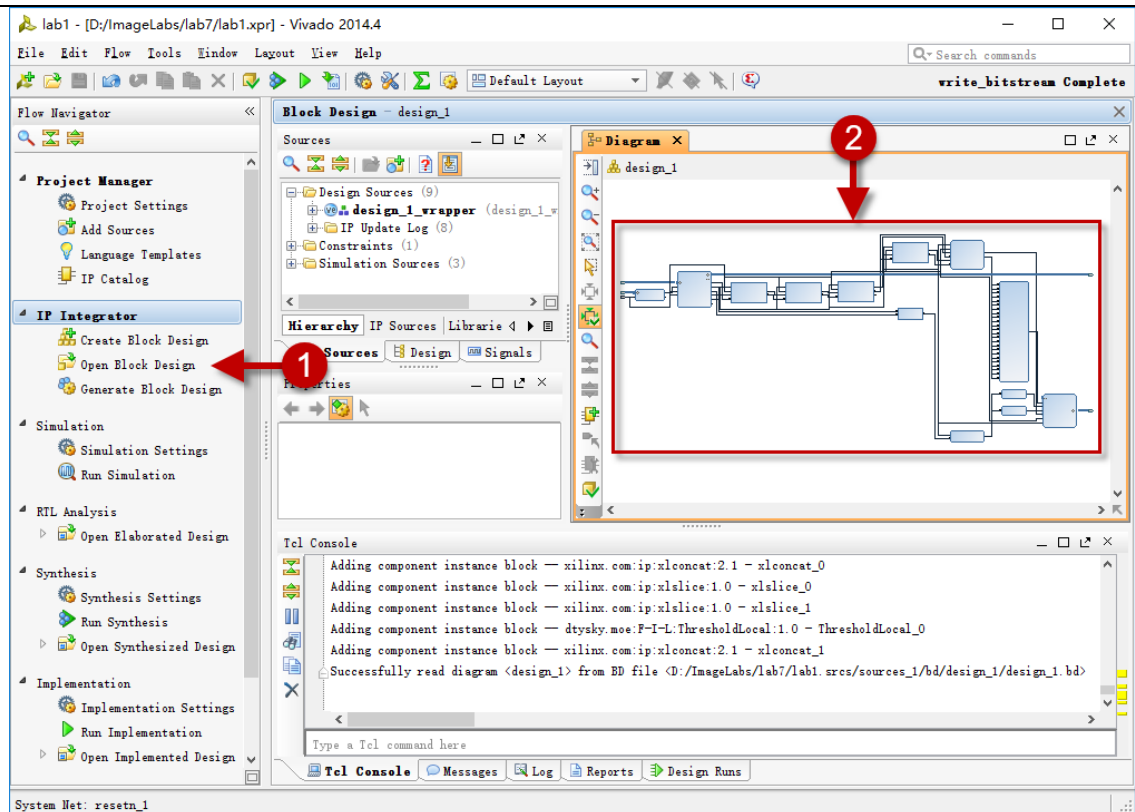 lab1 - [D:/ImageLabs/lab7/lab1.xpr] - Vivado 2014.4
File Edit Flow Tools Window Layout View Help
Search commands
Default Layout
write_bitstream Complete
Flow Navigator
Project Manager
Project Settings
Add Sources
Language Templates
IP Catalog
IP Integrator
Create Block Design
Open Block Design
Generate Block Design
Simulation
Simulation Settings
Run Simulation
RTL Analysis
Open Elaborated Design
Synthesis
Synthesis Settings
Run Synthesis
Open Synthesized Design
Implementation
Implementation Settings
Run Implementation
Open Implemented Design
Block Design - design_1
Sources
Design Sources (9)
design_1_wrapper (design_1_w
IP Update Log (8)
Constraints (1)
Simulation Sources (3)
Hierarchy IP Sources Librarie
Sources Design Signals
1
Properties
Diagram
2
design_1
Tcl Console
Adding component instance block — xilinx.com:ip:xlconcat:2.1 - xlconcat_0
Adding component instance block — xilinx.com:ip:xlslice:1.0 - xlslice_0
Adding component instance block — xilinx.com:ip:xlslice:1.0 - xlslice_1
Adding component instance block — dtysky.moe:F-I-L:ThresholdLocal:1.0 - ThresholdLocal_0
Adding component instance block — xilinx.com:ip:xlconcat:2.1 - xlconcat_1
Successfully read diagram <design_1> from BD file <D:/ImageLabs/lab7/lab1.srcs/sources_1/bd/design_1/design_1.bd>
Type a Tcl command here
Tcl Console Messages Log Reports Design Runs
System Net: resetn_1